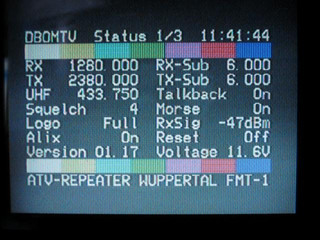 DB0MTV Status 1/3 11:41:44
RX 1280.000 RX-Sub 6.000
TX 2380.000 TX-Sub 6.000
UHF 433.750 Talkback On
Squelch 4 Morse On
Logo Full RxSig -47dBm
Alix On Reset Off
Version 01.17 Voltage 11.6V
ATV-REPEATER WUPPERTAL FMT-1